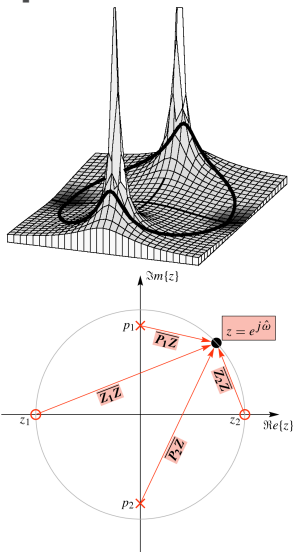 ℑm{z}
p₁
z = e^{jω̂}
P₁Z
Z₁Z
Z₂Z
z₁
z₂
ℜe{z}
P₂Z
p₂